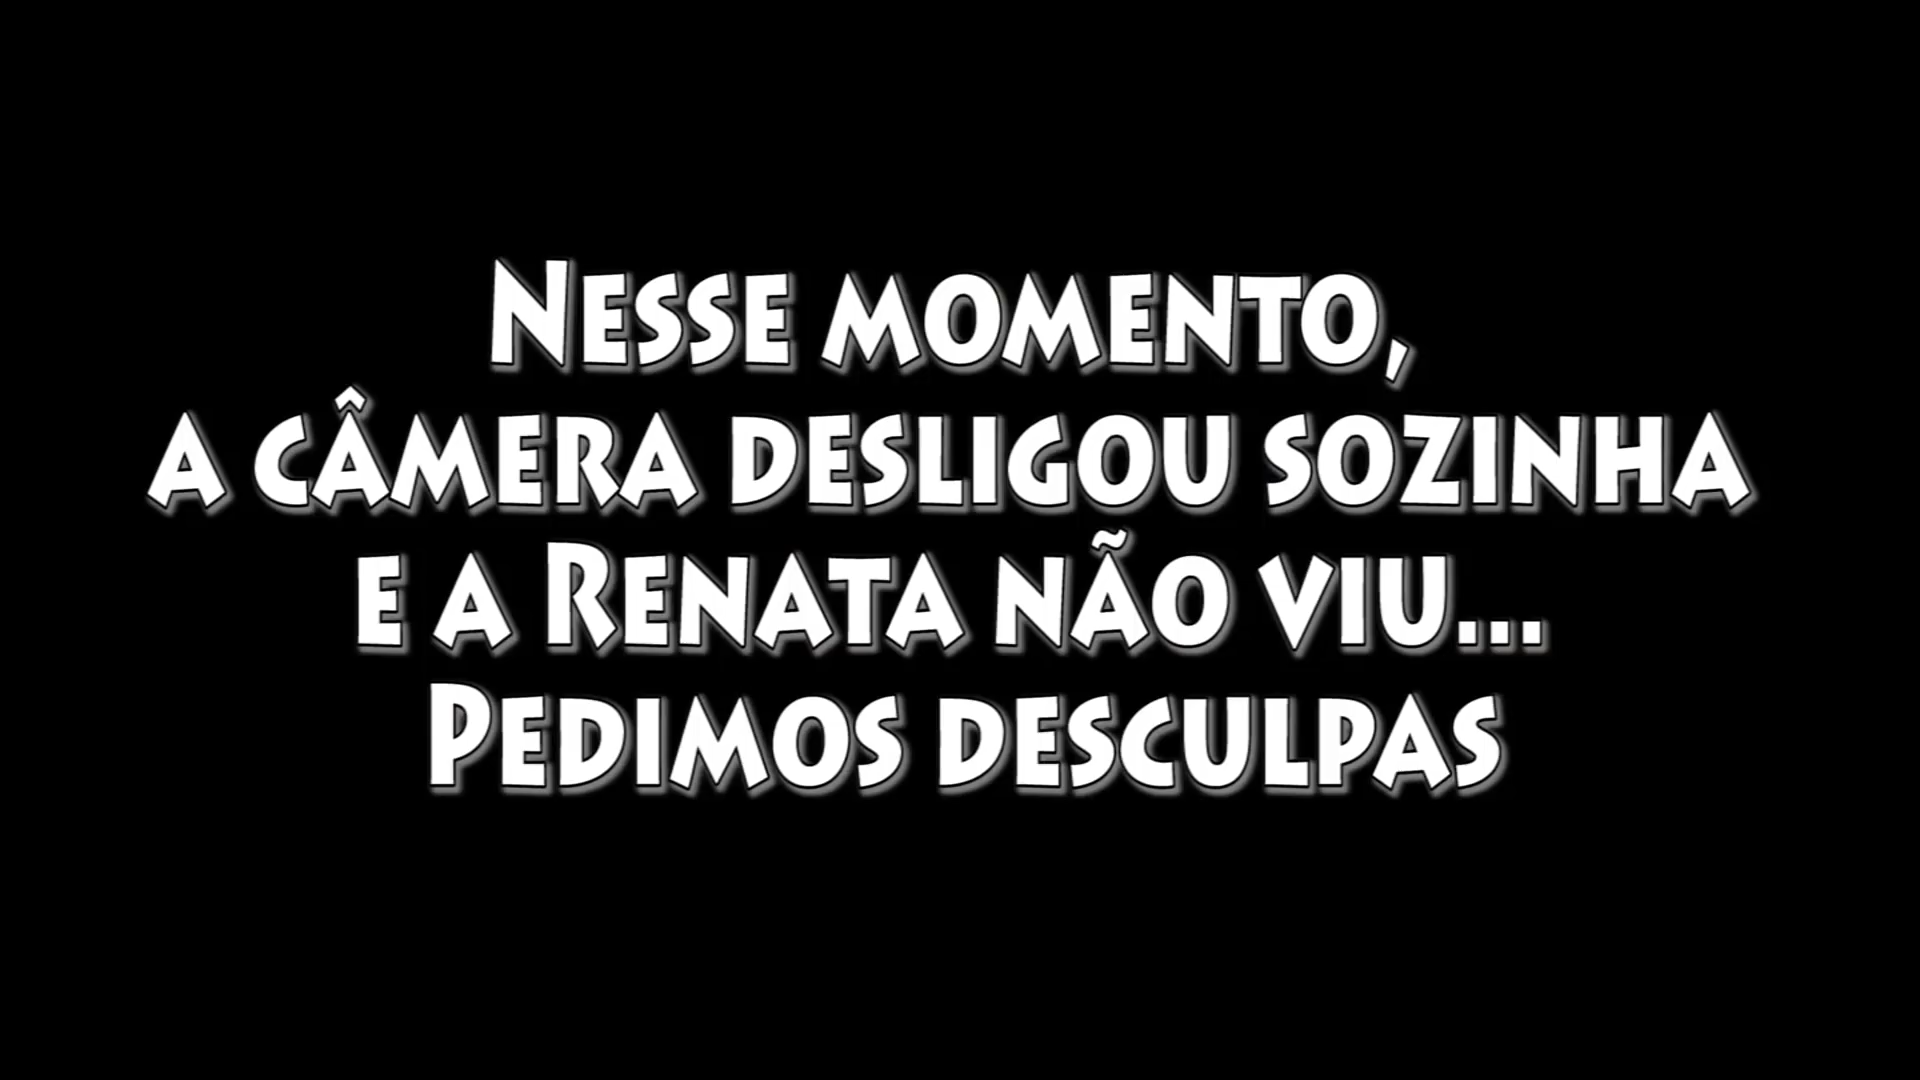 Nesse momento,
a câmera desligou sozinha
e a Renata não viu...
Pedimos desculpas